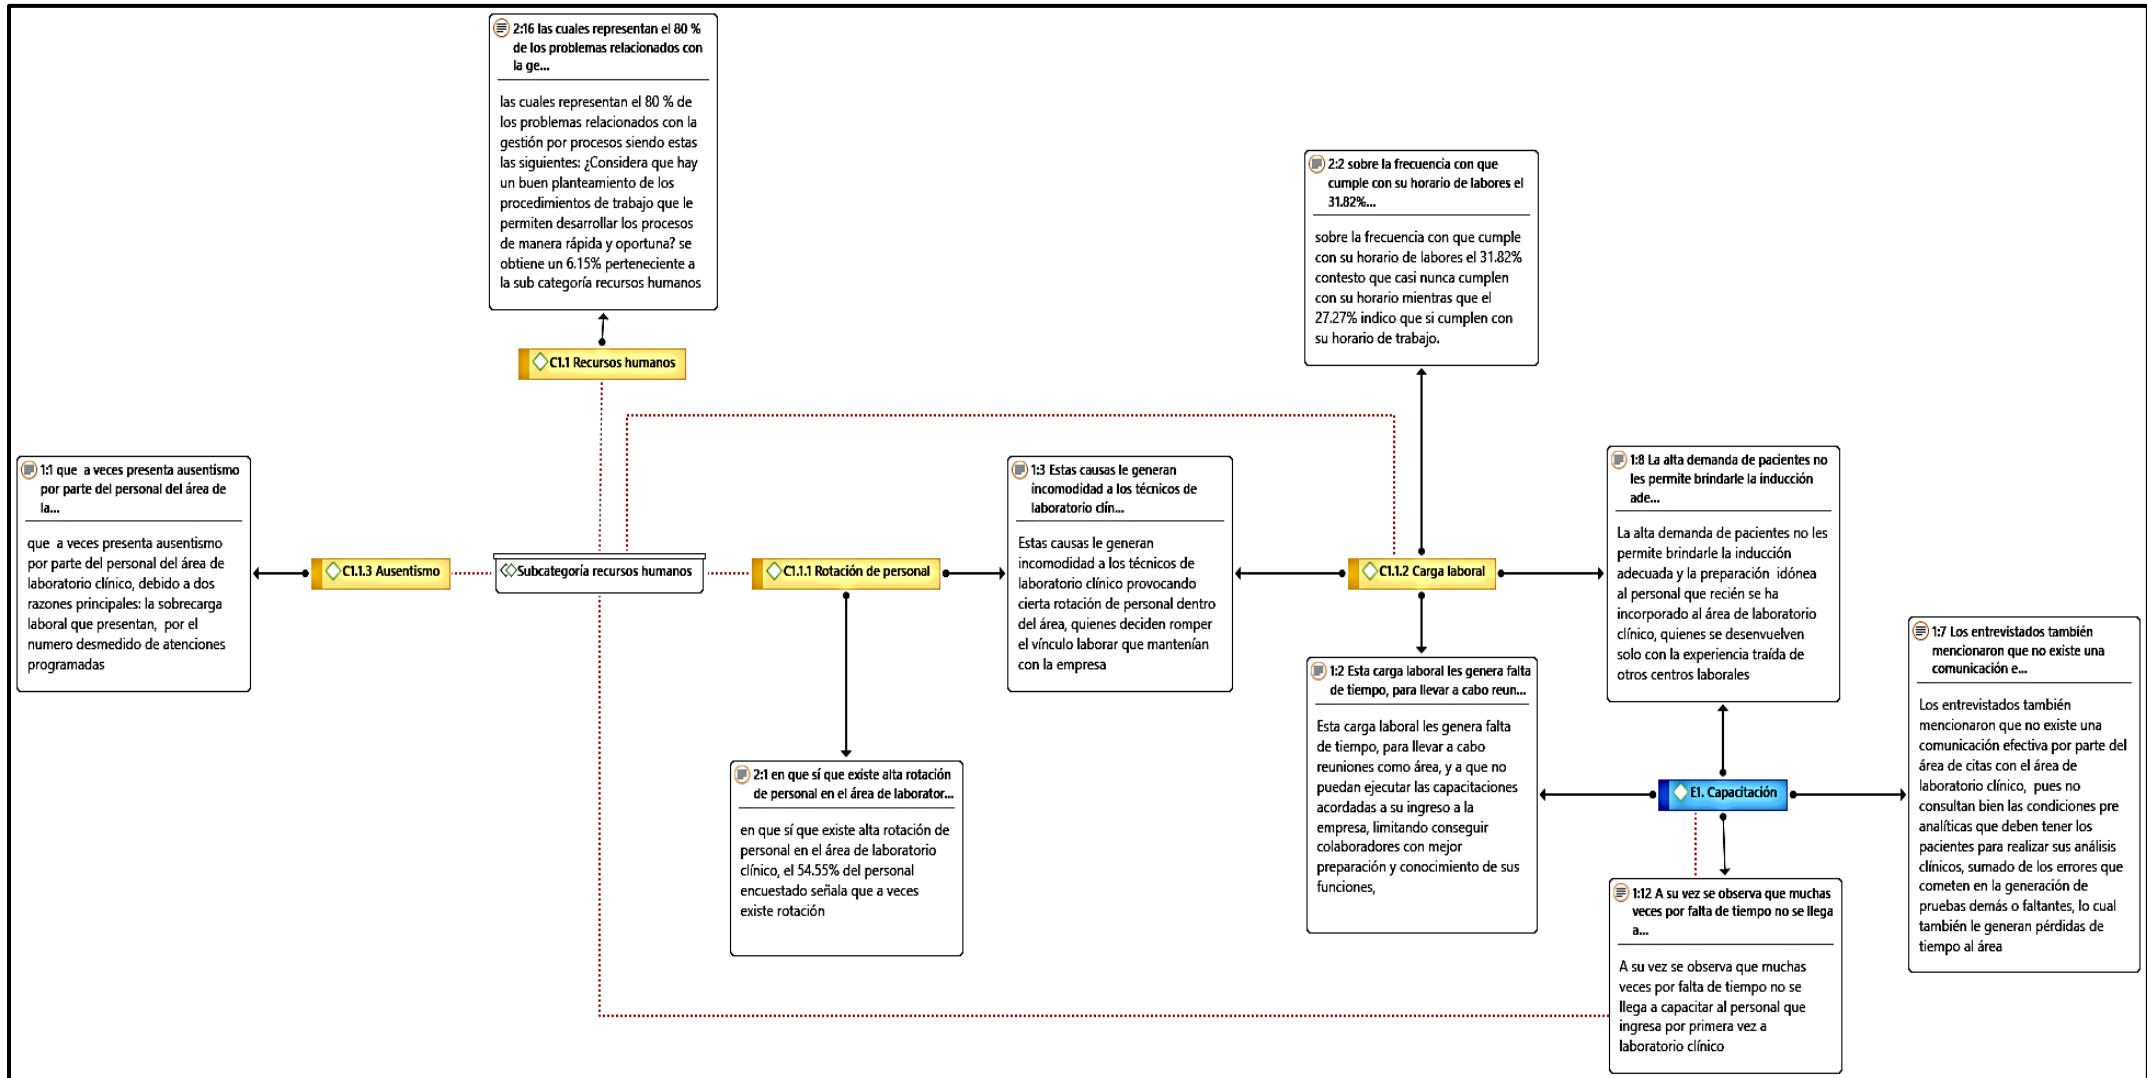 2:16 las cuales representan el 80 %
de los problemas relacionados con
la ge...
las cuales representan el 80 % de
los problemas relacionados con la
gestión por procesos siendo estas
las siguientes: ¿Considera que hay
un buen planteamiento de los
procedimientos de trabajo que le
permiten desarrollar los procesos
de manera rápida y oportuna? se
obtiene un 6.15% perteneciente a
la sub categoría recursos humanos
C1.1 Recursos humanos
2:2 sobre la frecuencia con que
cumple con su horario de labores el
31.82%...
sobre la frecuencia con que cumple
con su horario de labores el 31.82%
contesto que casi nunca cumplen
con su horario mientras que el
27.27% indico que si cumplen con
su horario de trabajo.
1:1 que  a veces presenta ausentismo
por parte del personal del área de
la...
que  a veces presenta ausentismo
por parte del personal del área de
laboratorio clínico, debido a dos
razones principales: la sobrecarga
laboral que presentan,  por el
numero desmedido de atenciones
programadas
C1.1.3 Ausentismo
Subcategoría recursos humanos
C1.1.1 Rotación de personal
1:3 Estas causas le generan
incomodidad a los técnicos de
laboratorio clín...
Estas causas le generan
incomodidad a los técnicos de
laboratorio clínico provocando
cierta rotación de personal dentro
del área, quienes deciden romper
el vínculo laborar que mantenían
con la empresa
C1.1.2 Carga laboral
1:8 La alta demanda de pacientes no
les permite brindarle la inducción
ade...
La alta demanda de pacientes no les
permite brindarle la inducción
adecuada y la preparación  idónea
al personal que recién se ha
incorporado al área de laboratorio
clínico, quienes se desenvuelven
solo con la experiencia traída de
otros centros laborales
1:7 Los entrevistados también
mencionaron que no existe una
comunicación e...
Los entrevistados también
mencionaron que no existe una
comunicación efectiva por parte del
área de citas con el área de
laboratorio clínico,  pues no
consultan bien las condiciones pre
analíticas que deben tener los
pacientes para realizar sus análisis
clínicos, sumado de los errores que
cometen en la generación de
pruebas demás o faltantes, lo cual
también le generan pérdidas de
tiempo al área
1:2 Esta carga laboral les genera falta
de tiempo, para llevar a cabo reun...
Esta carga laboral les genera falta
de tiempo, para llevar a cabo
reuniones como área, y a que no
puedan ejecutar las capacitaciones
acordadas a su ingreso a la
empresa, limitando conseguir
colaboradores con mejor
preparación y conocimiento de sus
funciones,
2:1 en que sí que existe alta rotación
de personal en el área de laborator...
en que sí que existe alta rotación de
personal en el área de laboratorio
clínico, el 54.55% del personal
encuestado señala que a veces
existe rotación
E1. Capacitación
1:12 A su vez se observa que muchas
veces por falta de tiempo no se llega
a...
A su vez se observa que muchas
veces por falta de tiempo no se
llega a capacitar al personal que
ingresa por primera vez a
laboratorio clínico